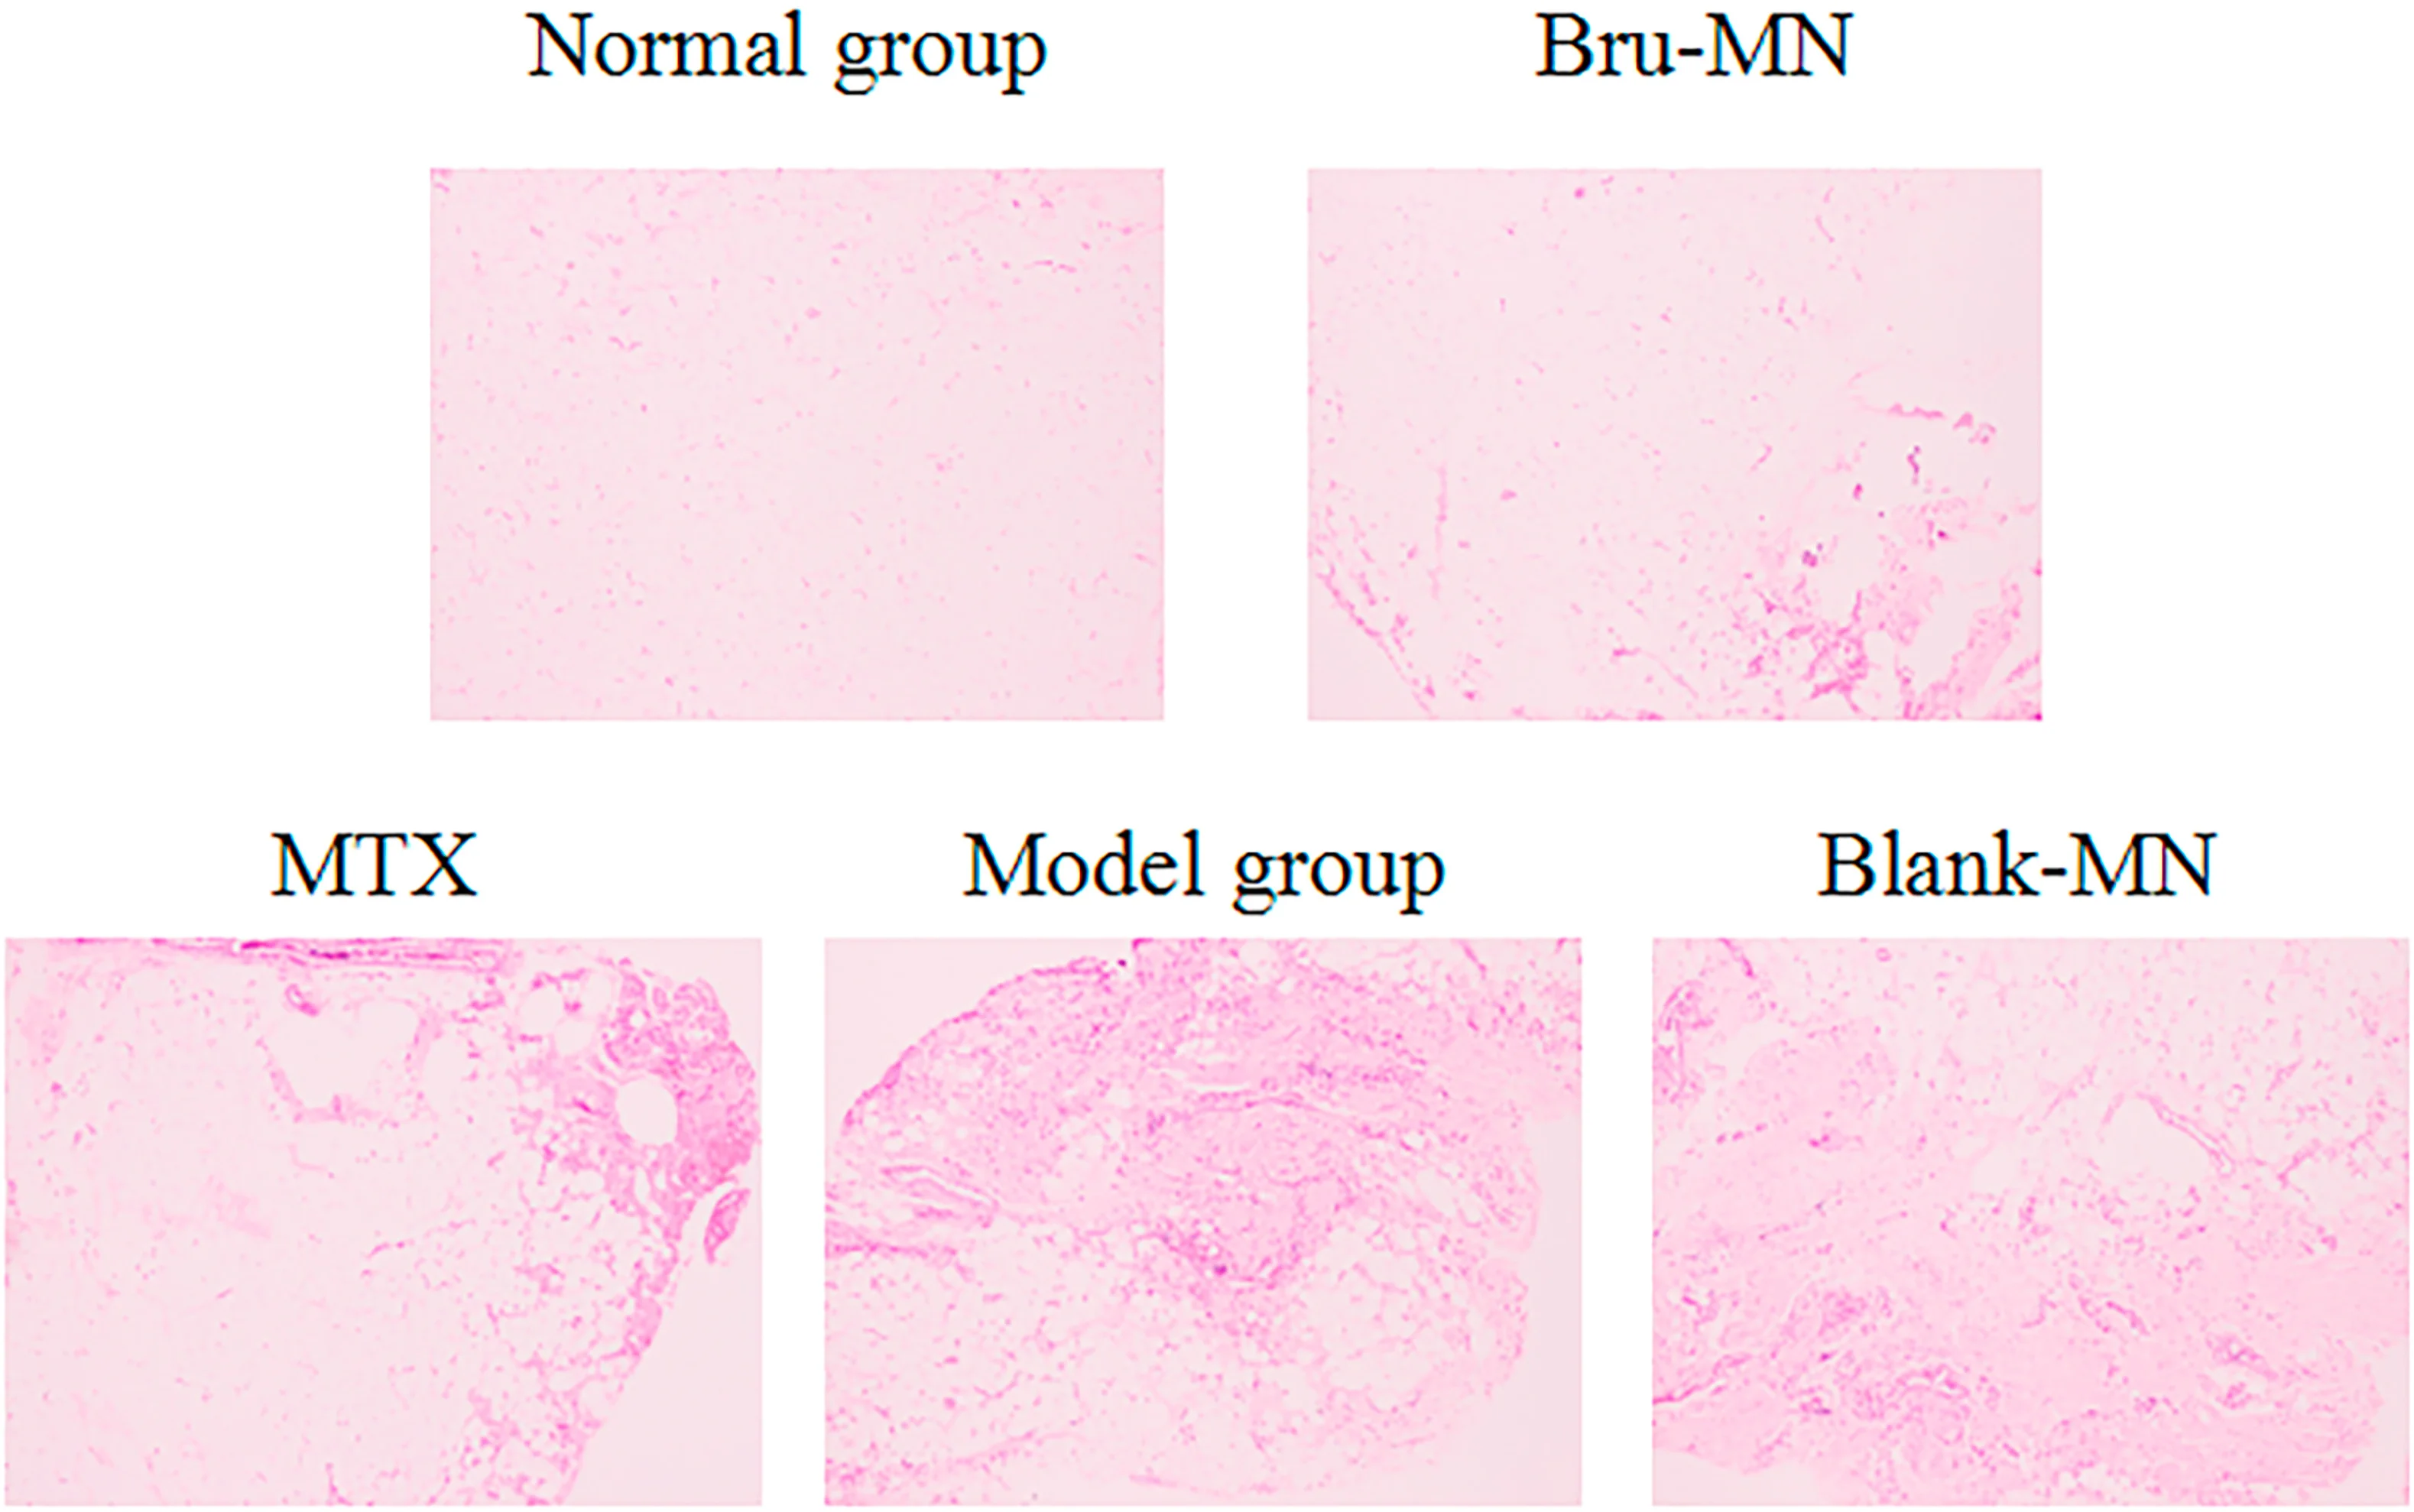 Normal group
Bru-MN
MTX
Model group
Blank-MN